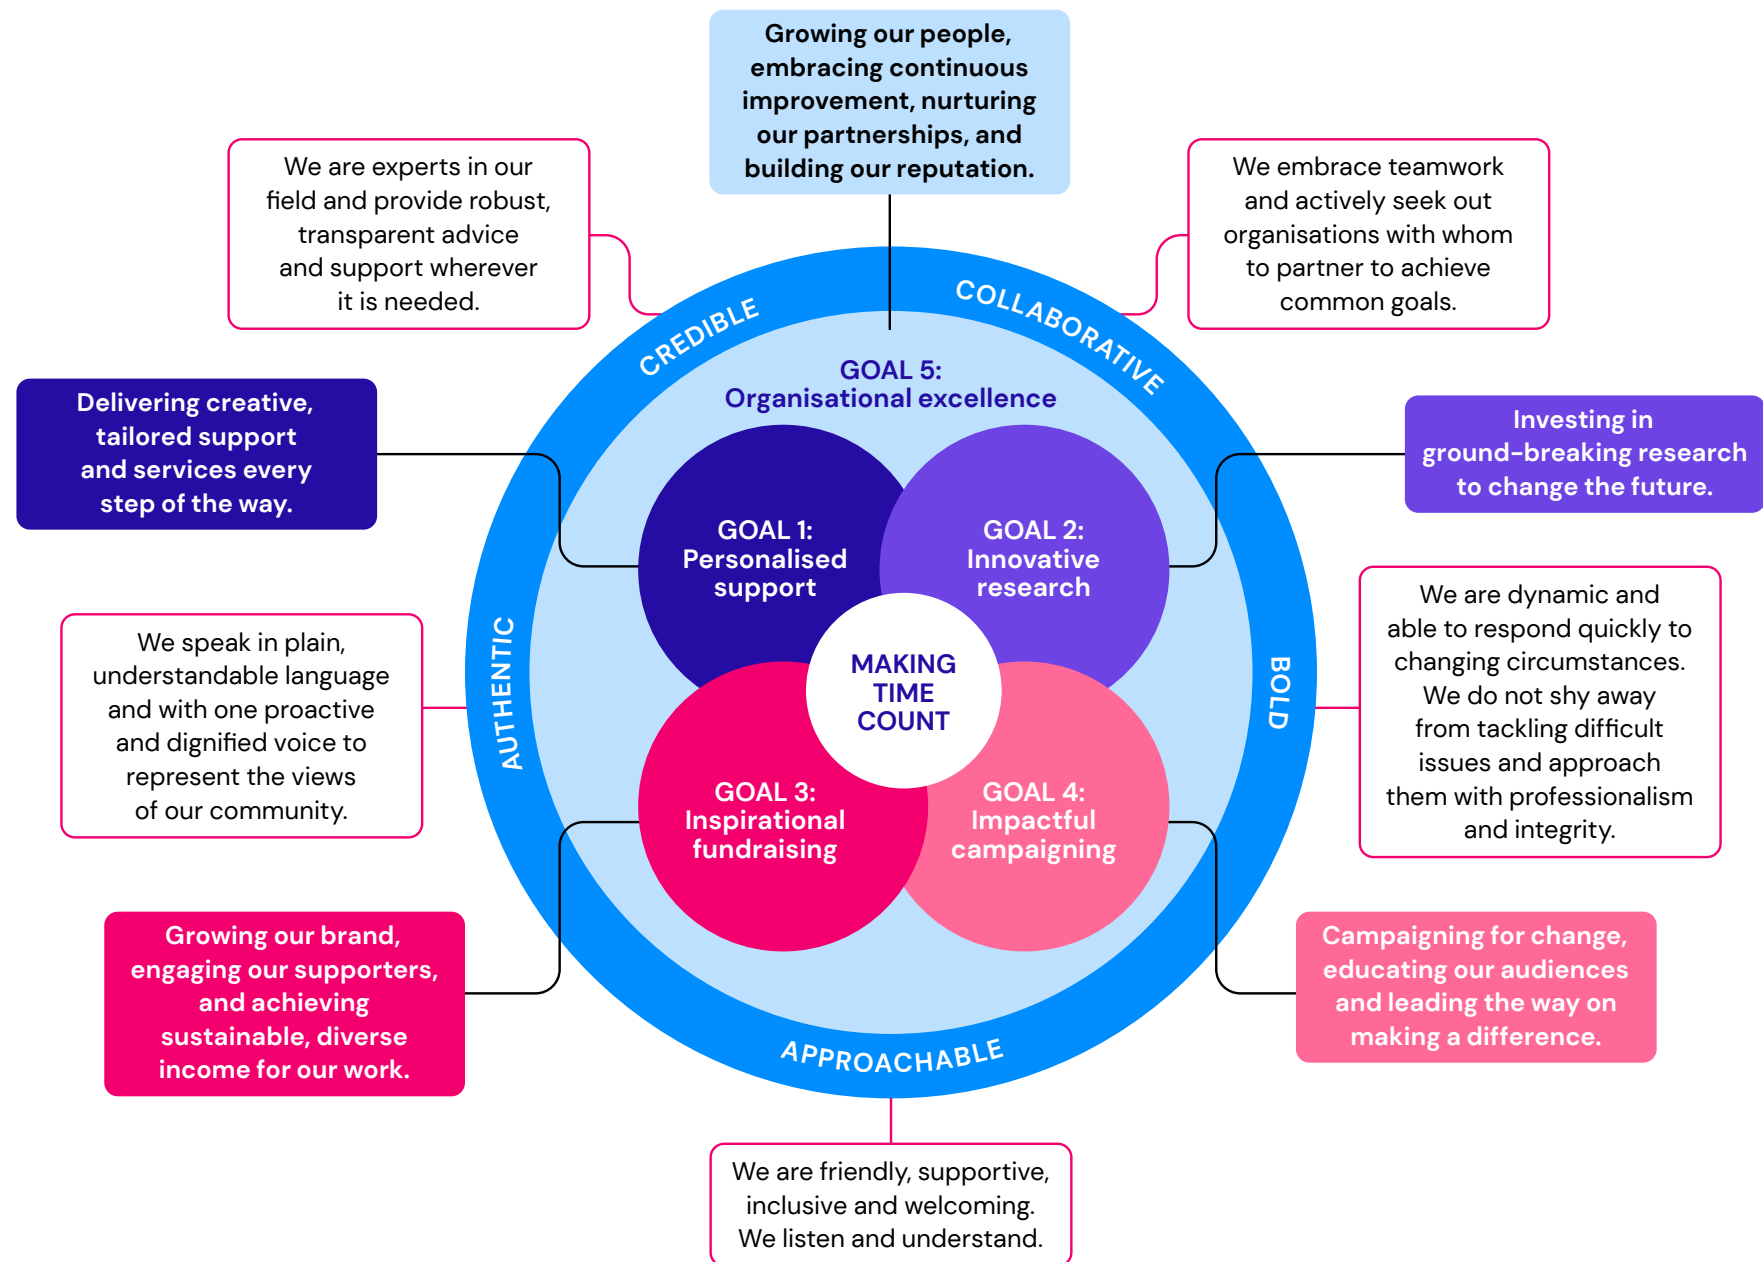 Growing our people,
embracing continuous
improvement, nurturing
our partnerships, and
building our reputation.
We are experts in our
field and provide robust,
transparent advice
and support wherever
it is needed.
We embrace teamwork
and actively seek out
organisations with whom
to partner to achieve
common goals.
CREDIBLE
COLLABORATIVE
GOAL 5:
Organisational excellence
Delivering creative,
tailored support
and services every
step of the way.
Investing in
ground-breaking research
to change the future.
GOAL 1:
Personalised
support
GOAL 2:
Innovative
research
We speak in plain,
understandable language
and with one proactive
and dignified voice to
represent the views
of our community.
AUTHENTIC
MAKING
TIME
COUNT
BOLD
We are dynamic and
able to respond quickly to
changing circumstances.
We do not shy away
from tackling difficult
issues and approach
them with professionalism
and integrity.
GOAL 3:
Inspirational
fundraising
GOAL 4:
Impactful
campaigning
Growing our brand,
engaging our supporters,
and achieving
sustainable, diverse
income for our work.
Campaigning for change,
educating our audiences
and leading the way on
making a difference.
APPROACHABLE
We are friendly, supportive,
inclusive and welcoming.
We listen and understand.